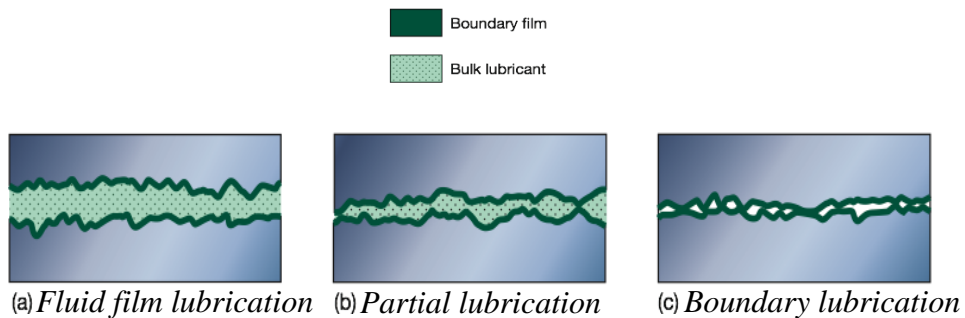 Boundary film
Bulk lubricant
(a) Fluid film lubrication (b) Partial lubrication (c) Boundary lubrication